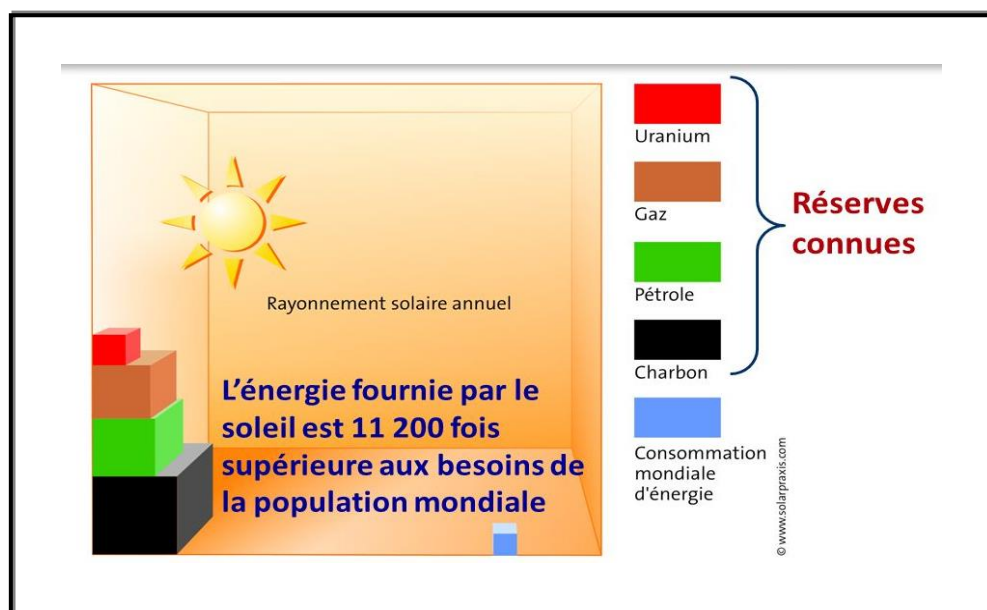 Rayonnement solaire annuel
L’énergie fournie par le
soleil est 11 200 fois
supérieure aux besoins de
la population mondiale
Uranium
Gaz
Pétrole
Charbon
Réserves
connues
Consommation
mondiale
d'énergie
© www.solarpraxis.com